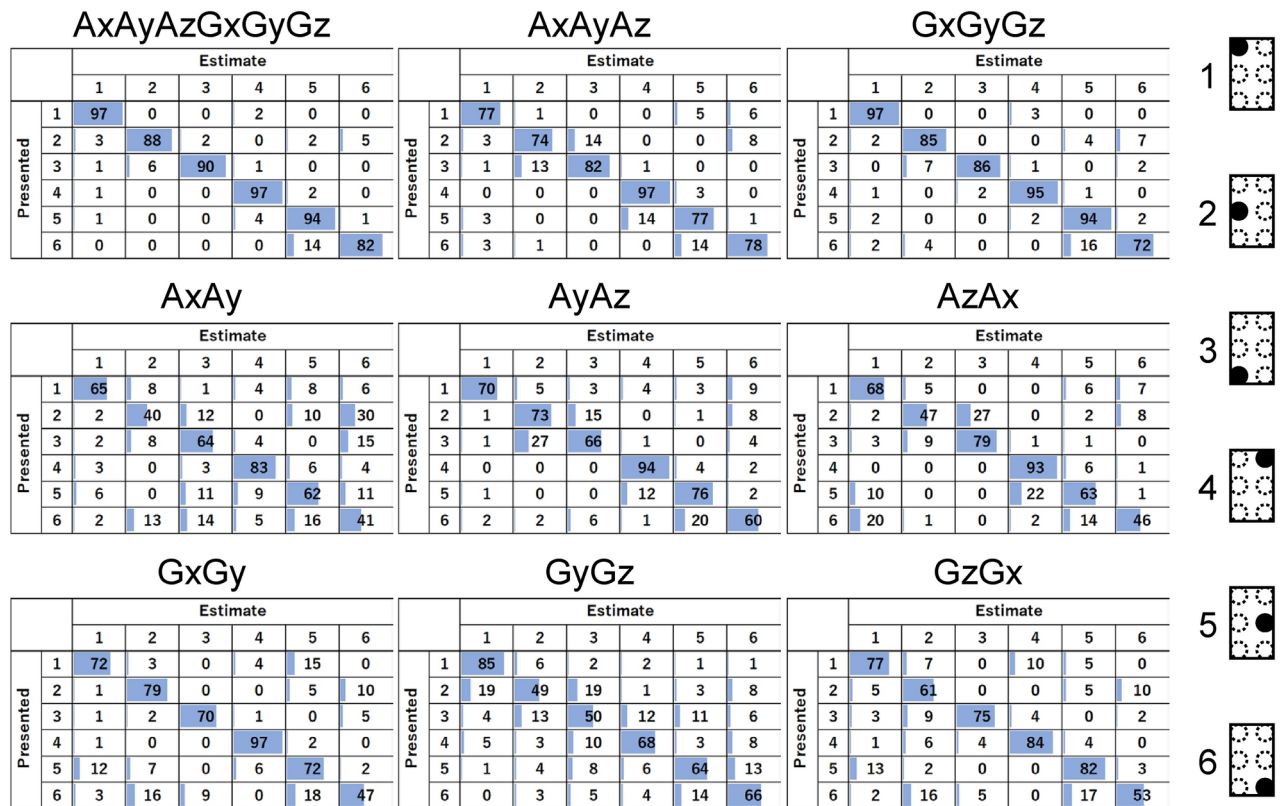 AxAyAzGxGyGz
Estimate
1 2 3 4 5 6
Presented
1 97 0 0 2 0 0
2 3 88 2 0 2 5
3 1 6 90 1 0 0
4 1 0 0 97 2 0
5 1 0 0 4 94 1
6 0 0 0 0 14 82
AxAyAz
Estimate
1 2 3 4 5 6
Presented
1 77 1 0 0 5 6
2 3 74 14 0 0 8
3 1 13 82 1 0 0
4 0 0 0 97 3 0
5 3 0 0 14 77 1
6 3 1 0 0 14 78
GxGyGz
Estimate
1 2 3 4 5 6
Presented
1 97 0 0 3 0 0
2 2 85 0 0 4 7
3 0 7 86 1 0 2
4 1 0 2 95 1 0
5 2 0 0 2 94 2
6 2 4 0 0 16 72
AxAy
Estimate
1 2 3 4 5 6
Presented
1 65 8 1 4 8 6
2 2 40 12 0 10 30
3 2 8 64 4 0 15
4 3 0 3 83 6 4
5 6 0 11 9 62 11
6 2 13 14 5 16 41
AyAz
Estimate
1 2 3 4 5 6
Presented
1 70 5 3 4 3 9
2 1 73 15 0 1 8
3 1 27 66 1 0 4
4 0 0 0 94 4 2
5 1 0 0 12 76 2
6 2 2 6 1 20 60
AzAx
Estimate
1 2 3 4 5 6
Presented
1 68 5 0 0 6 7
2 2 47 27 0 2 8
3 3 9 79 1 1 0
4 0 0 0 93 6 1
5 10 0 0 22 63 1
6 20 1 0 2 14 46
GxGy
Estimate
1 2 3 4 5 6
Presented
1 72 3 0 4 15 0
2 1 79 0 0 5 10
3 1 2 70 1 0 5
4 1 0 0 97 2 0
5 12 7 0 6 72 2
6 3 16 9 0 18 47
GyGz
Estimate
1 2 3 4 5 6
Presented
1 85 6 2 2 1 1
2 19 49 19 1 3 8
3 4 13 50 12 11 6
4 5 3 10 68 3 8
5 1 4 8 6 64 13
6 0 3 5 4 14 66
GzGx
Estimate
1 2 3 4 5 6
Presented
1 77 7 0 10 5 0
2 5 61 0 0 5 10
3 3 9 75 4 0 2
4 1 6 4 84 4 0
5 13 2 0 0 82 3
6 2 16 5 0 17 53
1
2
3
4
5
6